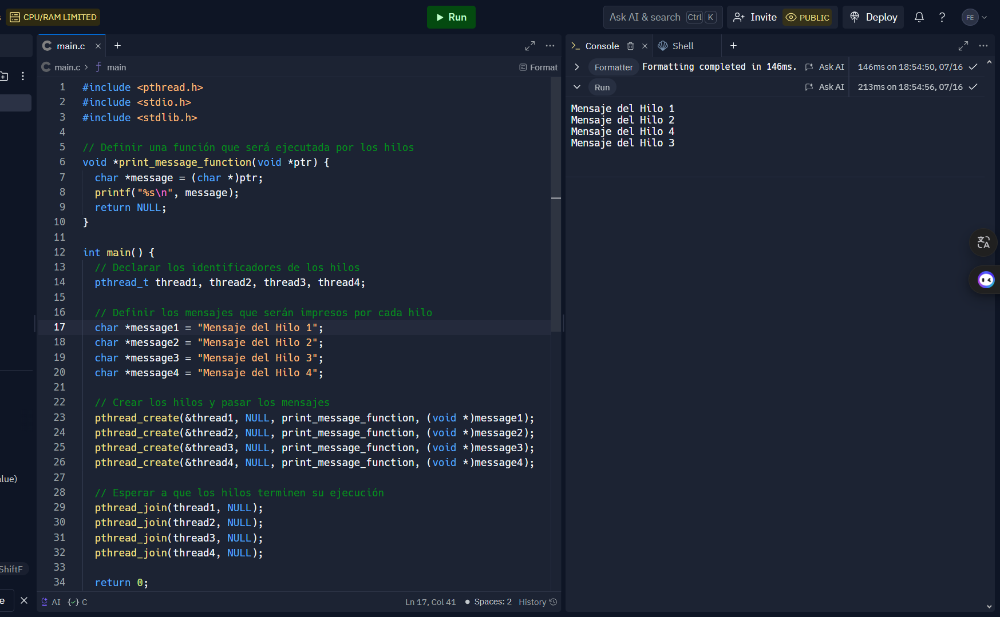 CPU/RAM LIMITED
Run
Ask AI & search Ctrl K
Invite PUBLIC
Deploy
FE
main.c
main.c > main
Format
1 #include <pthread.h>
2 #include <stdio.h>
3 #include <stdlib.h>
4
5 // Definir una función que será ejecutada por los hilos
6 void *print_message_function(void *ptr) {
7 char *message = (char *)ptr;
8 printf("%s\n", message);
9 return NULL;
10 }
11
12 int main() {
13 // Declarar los identificadores de los hilos
14 pthread_t thread1, thread2, thread3, thread4;
15
16 // Definir los mensajes que serán impresos por cada hilo
17 char *message1 = "Mensaje del Hilo 1";
18 char *message2 = "Mensaje del Hilo 2";
19 char *message3 = "Mensaje del Hilo 3";
20 char *message4 = "Mensaje del Hilo 4";
21
22 // Crear los hilos y pasar los mensajes
23 pthread_create(&thread1, NULL, print_message_function, (void *)message1);
24 pthread_create(&thread2, NULL, print_message_function, (void *)message2);
25 pthread_create(&thread3, NULL, print_message_function, (void *)message3);
26 pthread_create(&thread4, NULL, print_message_function, (void *)message4);
27
28 // Esperar a que los hilos terminen su ejecución
29 pthread_join(thread1, NULL);
30 pthread_join(thread2, NULL);
31 pthread_join(thread3, NULL);
32 pthread_join(thread4, NULL);
33
34 return 0;
AI {✓} C
Ln 17, Col 41 Spaces: 2 History
Console Shell
Formatter Formatting completed in 146ms. Ask AI 146ms on 18:54:50, 07/16
Run Ask AI 213ms on 18:54:56, 07/16
Mensaje del Hilo 1
Mensaje del Hilo 2
Mensaje del Hilo 4
Mensaje del Hilo 3
lue)
ShiftF
e